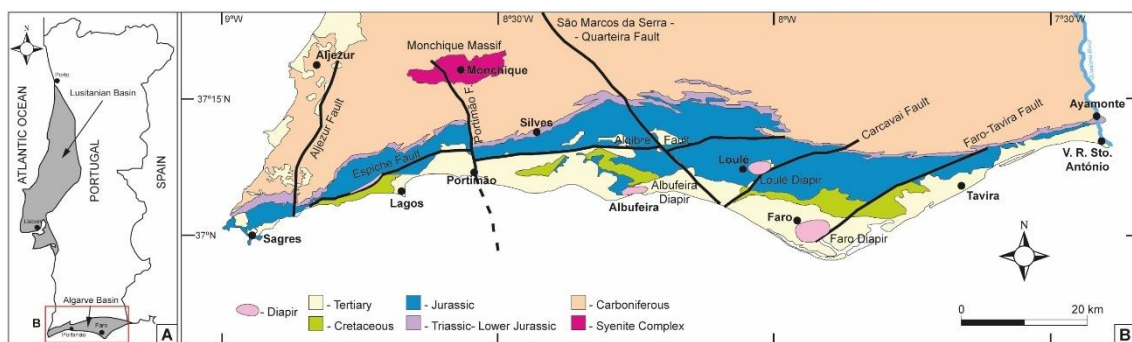 N
Porto
Lusitanian Basin
ATLANTIC OCEAN
PORTUGAL
SPAIN
Lisbon
Algarve Basin
B
Portimão
Faro
A
9°W
8°30'W
8°W
7°30'W
37°15'N
37°N
São Marcos da Serra -
- Quarteira Fault
Monchique Massif
Aljezur
Monchique
Aljezur Fault
Portimão F.
Silves
Espiche Fault
Algibre Fault
Carcavai Fault
Faro-Tavira Fault
Ayamonte
V. R. Sto.
António
Loulé
Loulé Diapir
Portimão
Lagos
Albufeira
Diapir
Albufeira
Tavira
Faro
Faro Diapir
Sagres
N
- Diapir
- Tertiary
- Cretaceous
- Jurassic
- Triassic- Lower Jurassic
- Carboniferous
- Syenite Complex
0
20 km
B